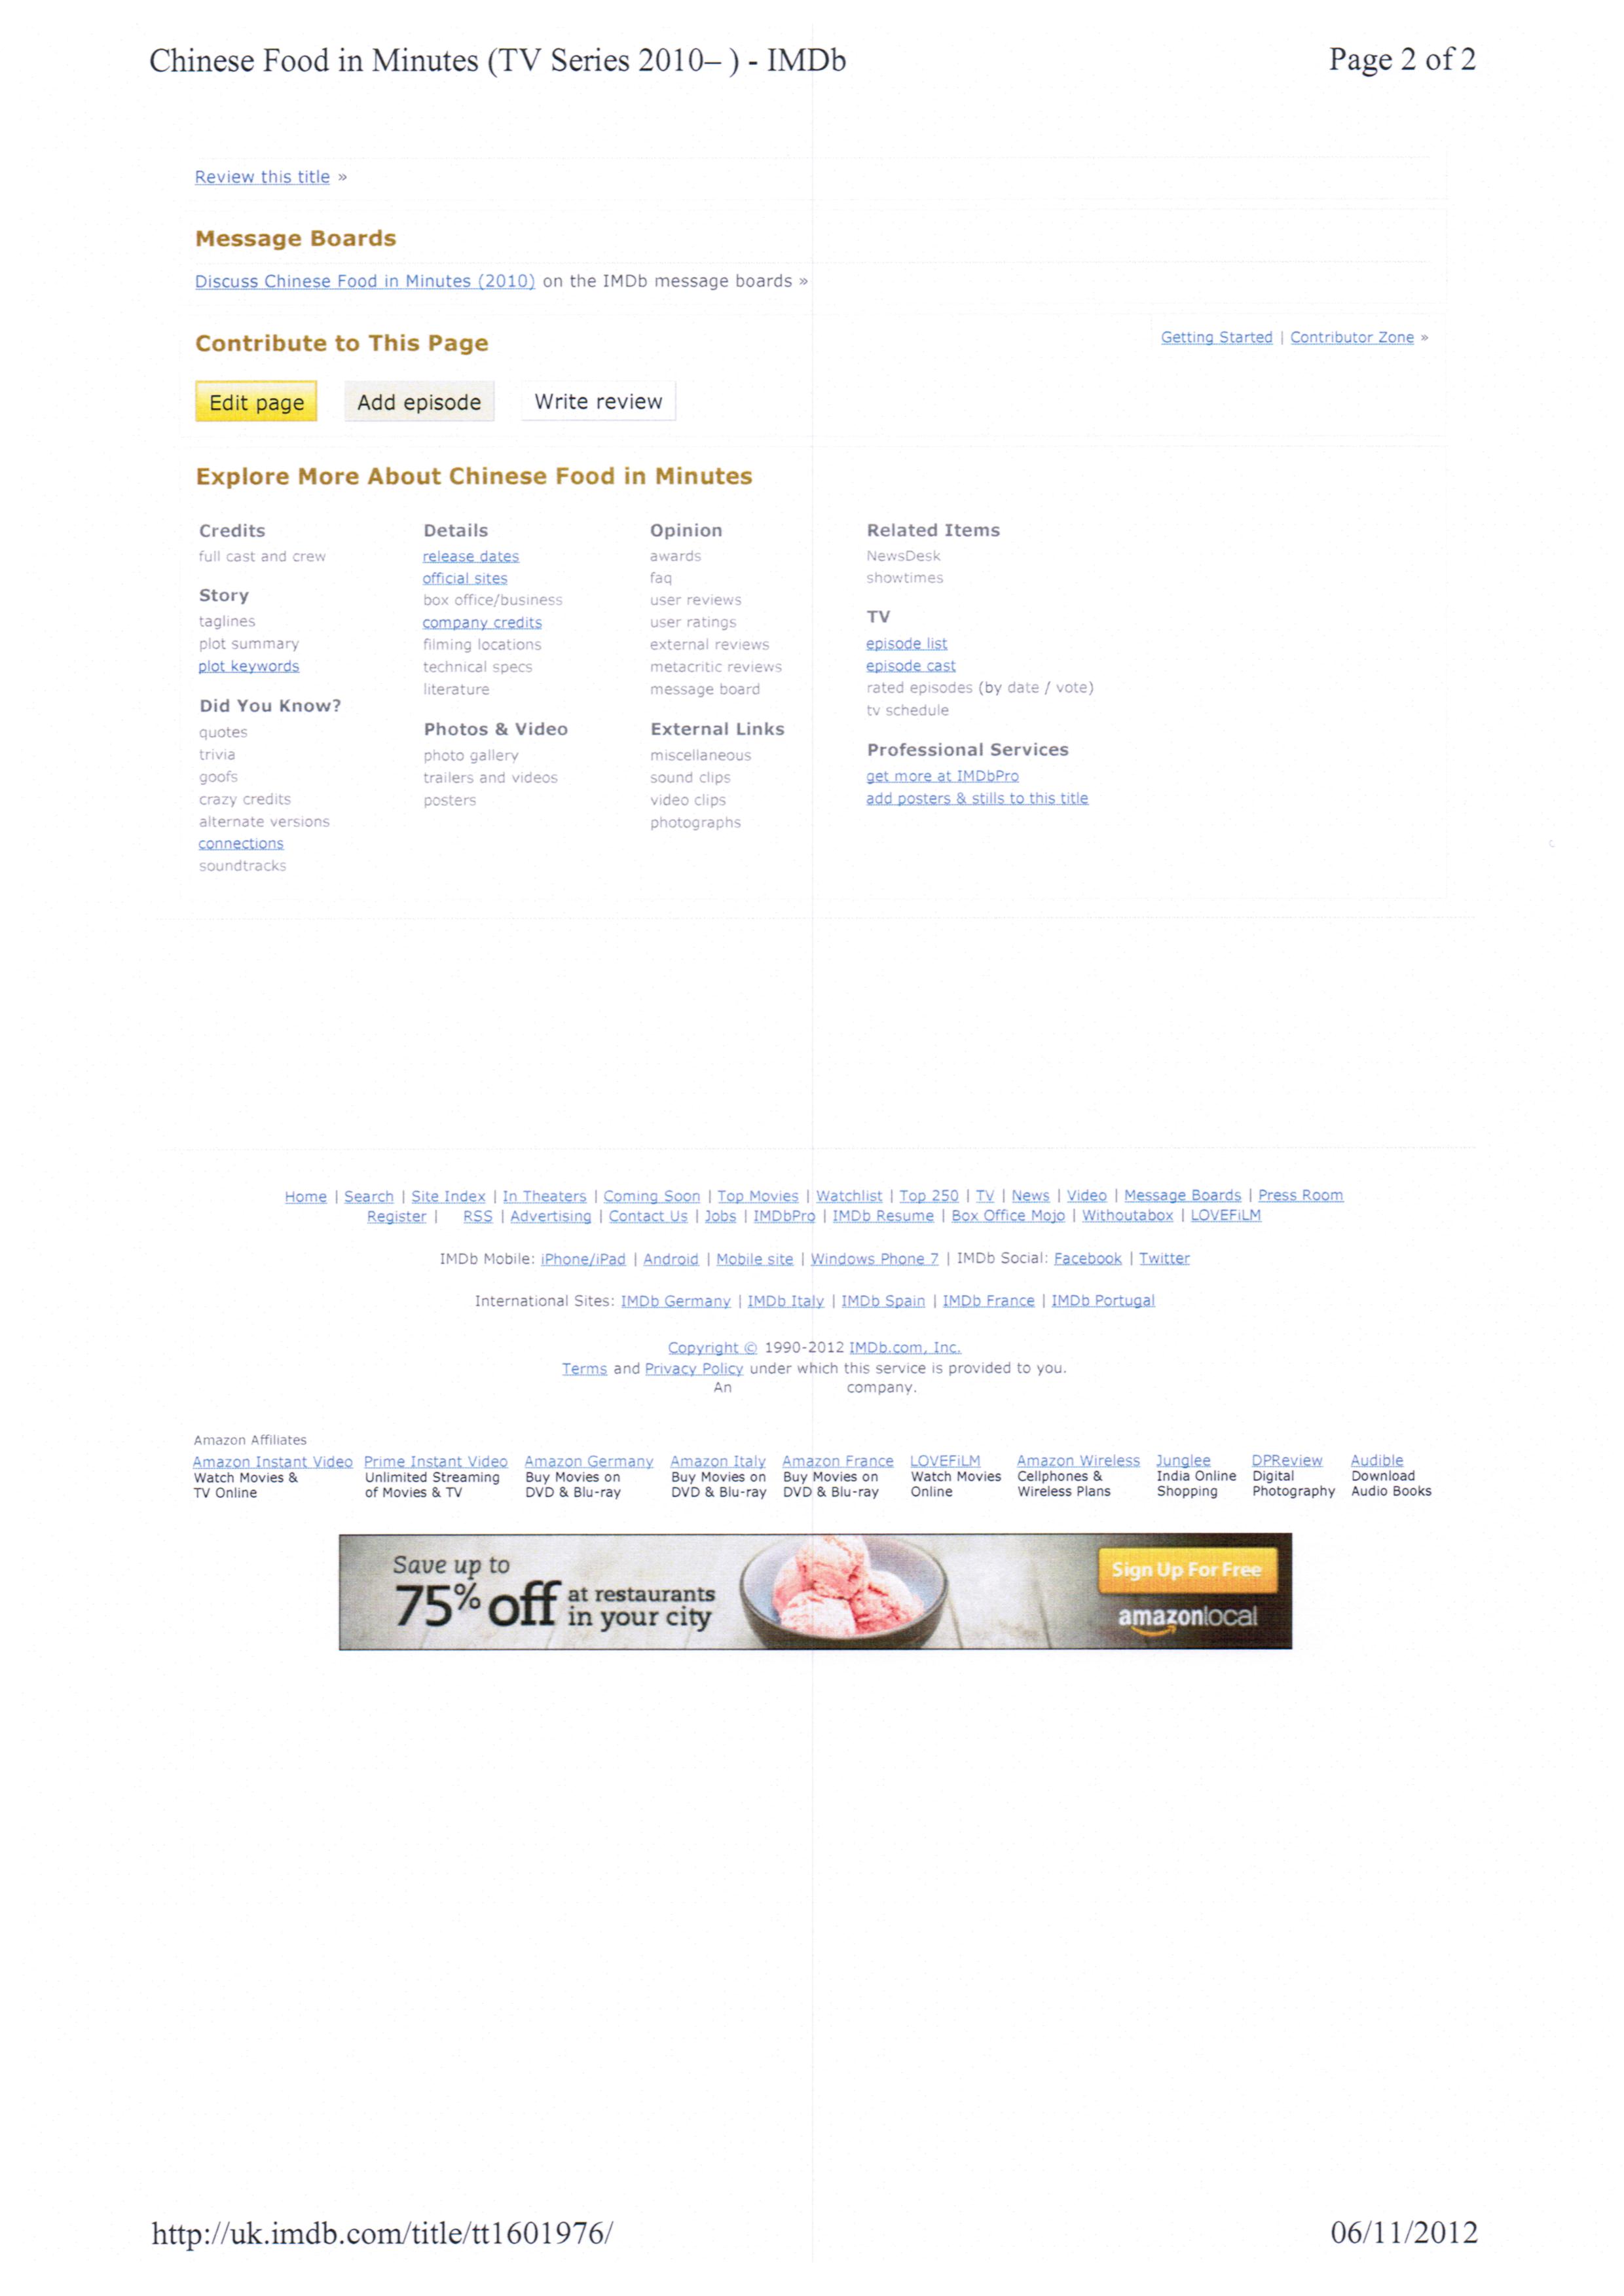 Chinese Food in Minutes (TV Series 2010– ) - IMDb Page 2 of 2
Review this title »
Message Boards
Discuss Chinese Food in Minutes (2010) on the IMDb message boards »
Contribute to This Page
Getting Started | Contributor Zone »
Edit page Add episode Write review
Explore More About Chinese Food in Minutes
Credits
full cast and crew
Story
taglines
plot summary
plot keywords
Did You Know?
quotes
trivia
goofs
crazy credits
alternate versions
connections
soundtracks
Details
release dates
official sites
box office/business
company credits
filming locations
technical specs
literature
Photos & Video
photo gallery
trailers and videos
posters
Opinion
awards
faq
user reviews
user ratings
external reviews
metacritic reviews
message board
External Links
miscellaneous
sound clips
video clips
photographs
Related Items
NewsDesk
showtimes
TV
episode list
episode cast
rated episodes (by date / vote)
tv schedule
Professional Services
get more at IMDbPro
add posters & stills to this title
Home | Search | Site Index | In Theaters | Coming Soon | Top Movies | Watchlist | Top 250 | TV | News | Video | Message Boards | Press Room
Register | RSS | Advertising | Contact Us | Jobs | IMDbPro | IMDb Resume | Box Office Mojo | Withoutabox | LOVEFiLM
IMDb Mobile: iPhone/iPad | Android | Mobile site | Windows Phone 7 | IMDb Social: Facebook | Twitter
International Sites: IMDb Germany | IMDb Italy | IMDb Spain | IMDb France | IMDb Portugal
Copyright © 1990-2012 IMDb.com, Inc.
Terms and Privacy Policy under which this service is provided to you.
An company.
Amazon Affiliates
Amazon Instant Video
Watch Movies &
TV Online
Prime Instant Video
Unlimited Streaming
of Movies & TV
Amazon Germany
Buy Movies on
DVD & Blu-ray
Amazon Italy
Buy Movies on
DVD & Blu-ray
Amazon France
Buy Movies on
DVD & Blu-ray
LOVEFiLM
Watch Movies
Online
Amazon Wireless
Cellphones &
Wireless Plans
Junglee
India Online
Shopping
DPReview
Digital
Photography
Audible
Download
Audio Books
Save up to
75% off at restaurants
in your city
Sign Up For Free
amazonlocal
http://uk.imdb.com/title/tt1601976/ 06/11/2012